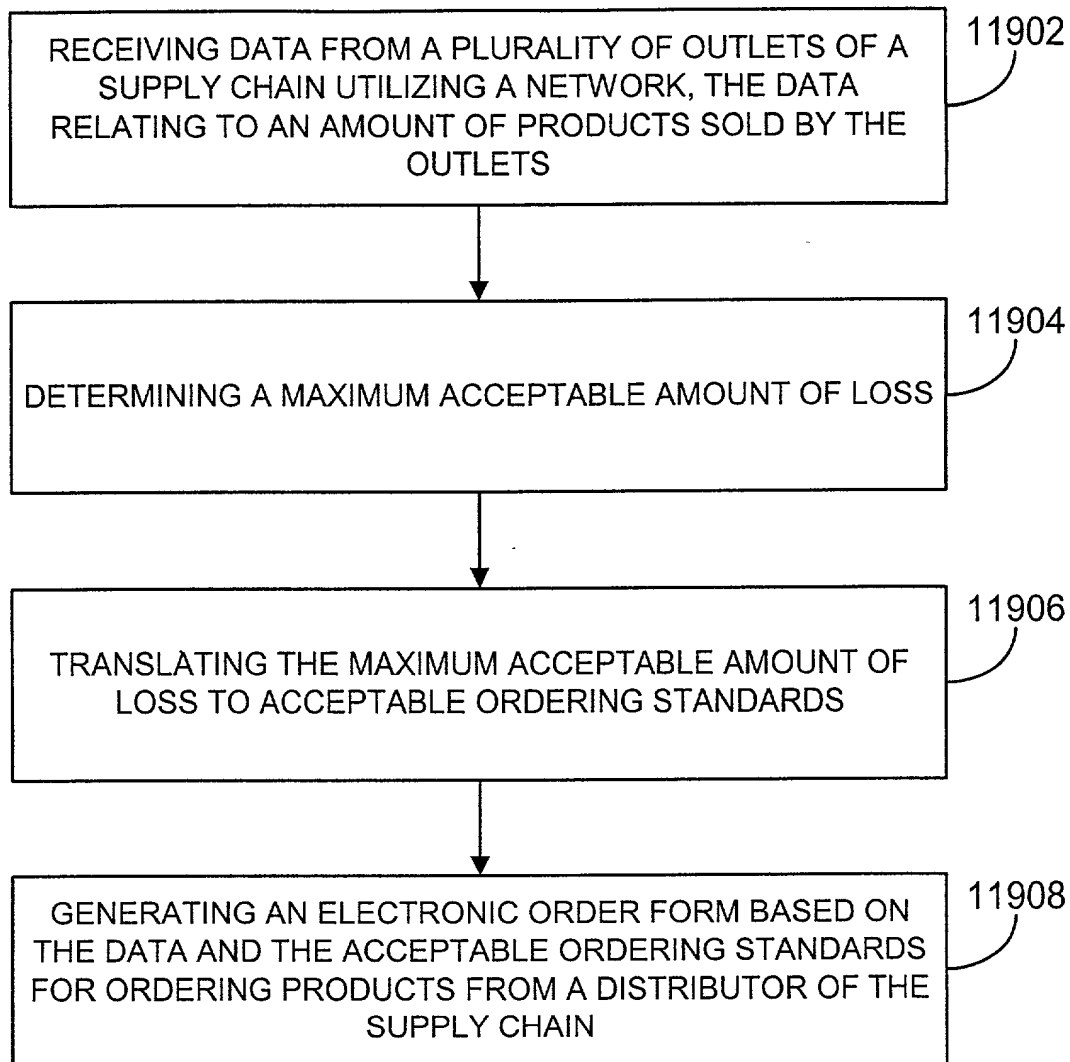 RECEIVING DATA FROM A PLURALITY OF OUTLETS OF A
SUPPLY CHAIN UTILIZING A NETWORK, THE DATA
RELATING TO AN AMOUNT OF PRODUCTS SOLD BY THE
OUTLETS
11902
DETERMINING A MAXIMUM ACCEPTABLE AMOUNT OF LOSS
11904
TRANSLATING THE MAXIMUM ACCEPTABLE AMOUNT OF
LOSS TO ACCEPTABLE ORDERING STANDARDS
11906
GENERATING AN ELECTRONIC ORDER FORM BASED ON
THE DATA AND THE ACCEPTABLE ORDERING STANDARDS
FOR ORDERING PRODUCTS FROM A DISTRIBUTOR OF THE
SUPPLY CHAIN
11908